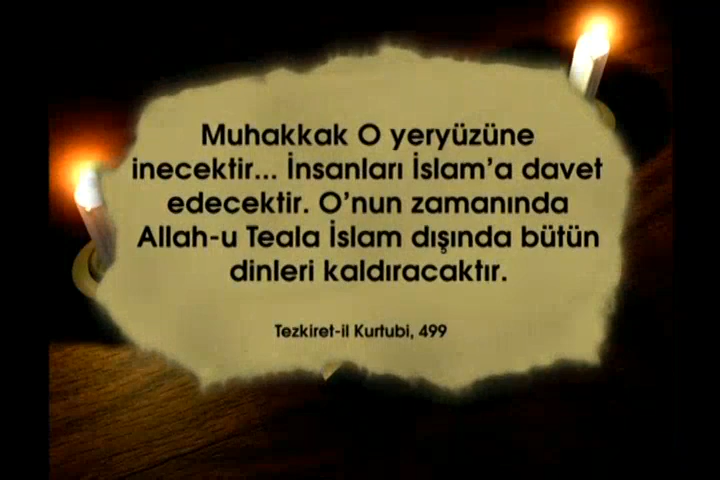 Muhakkak O yeryüzüne
inecektir... İnsanları İslam'a davet
edecektir. O'nun zamanında
Allah-u Teala İslam dışında bütün
dinleri kaldıracaktır.
Tezkiret-il Kurtubi, 499